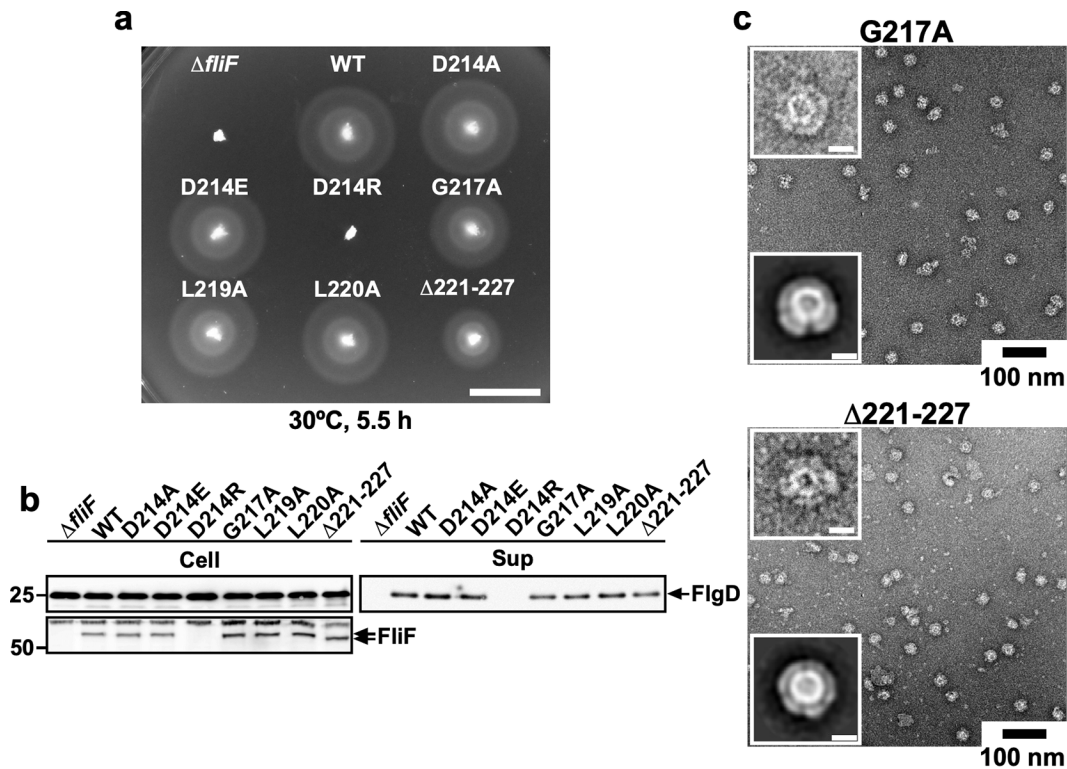 a
ΔfliF WT D214A
D214E D214R G217A
L219A L220A Δ221-227
30ºC, 5.5 h
b
ΔfliF WT D214A D214E D214R G217A L219A L220A Δ221-227
ΔfliF WT D214A D214E D214R G217A L219A L220A Δ221-227
Cell Sup
25 FlgD
50 FliF
c
G217A
100 nm
Δ221-227
100 nm